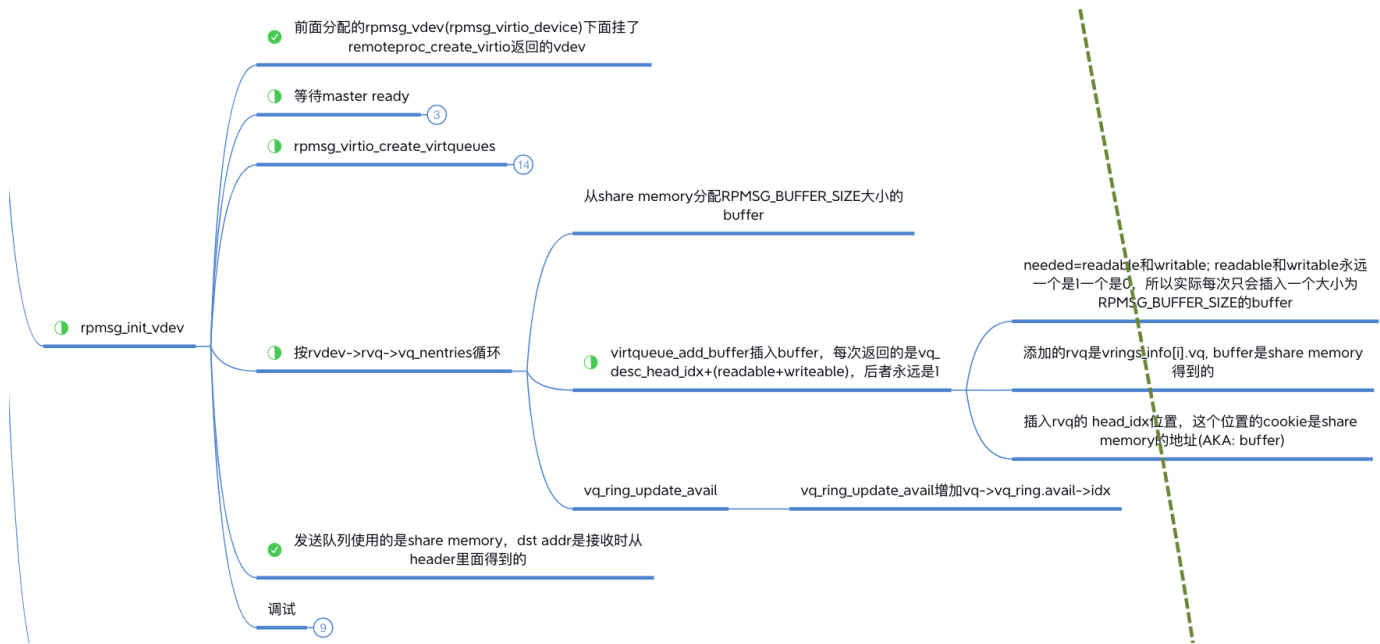 前面分配的rpmsg_vdev(rpmsg_virtio_device)下面挂了
remoteproc_create_virtio返回的vdev
等待master ready
3
rpmsg_virtio_create_virtqueues
14
rpmsg_init_vdev
按rvdev->rvq->vq_nentries循环
从share memory分配RPMSG_BUFFER_SIZE大小的
buffer
virtqueue_add_buffer插入buffer，每次返回的是vq_
desc_head_idx+(readable+writeable)，后者永远是1
needed=readable和writable; readable和writable永远
一个是1一个是0，所以实际每次只会插入一个大小为
RPMSG_BUFFER_SIZE的buffer
添加的rvq是vrings_info[i].vq, buffer是share memory
得到的
插入rvq的 head_idx位置，这个位置的cookie是share
memory的地址(AKA: buffer)
vq_ring_update_avail
vq_ring_update_avail增加vq->vq_ring.avail->idx
发送队列使用的是share memory，dst addr是接收时从
header里面得到的
调试
9